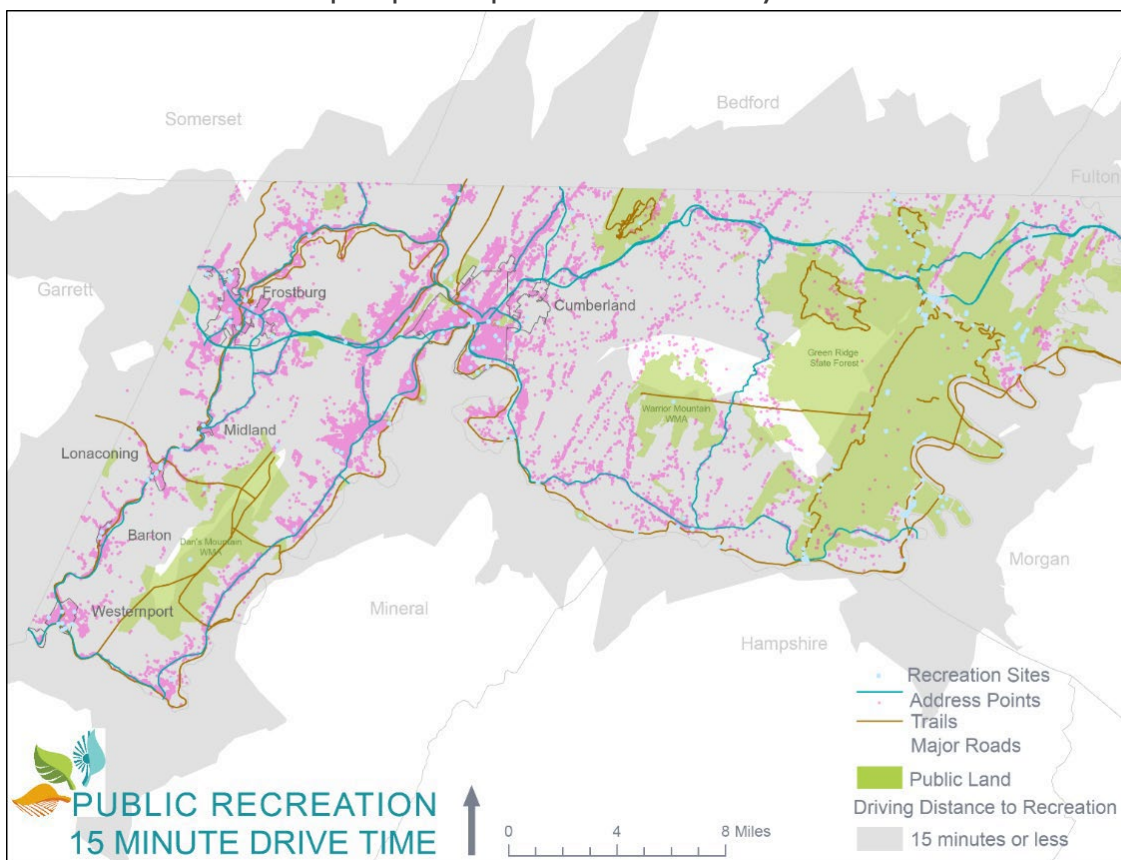 Somerset
Bedford
Fulton
Garrett
Frostburg
Cumberland
Green Ridge
State Forest
Warrior Mountain
WMA
Midland
Lonaconing
Barton
Dan's Mountain
WMA
Morgan
Westernport
Mineral
Hampshire
Recreation Sites
Address Points
Trails
Major Roads
Public Land
Driving Distance to Recreation
15 minutes or less
PUBLIC RECREATION
15 MINUTE DRIVE TIME
0 4 8 Miles